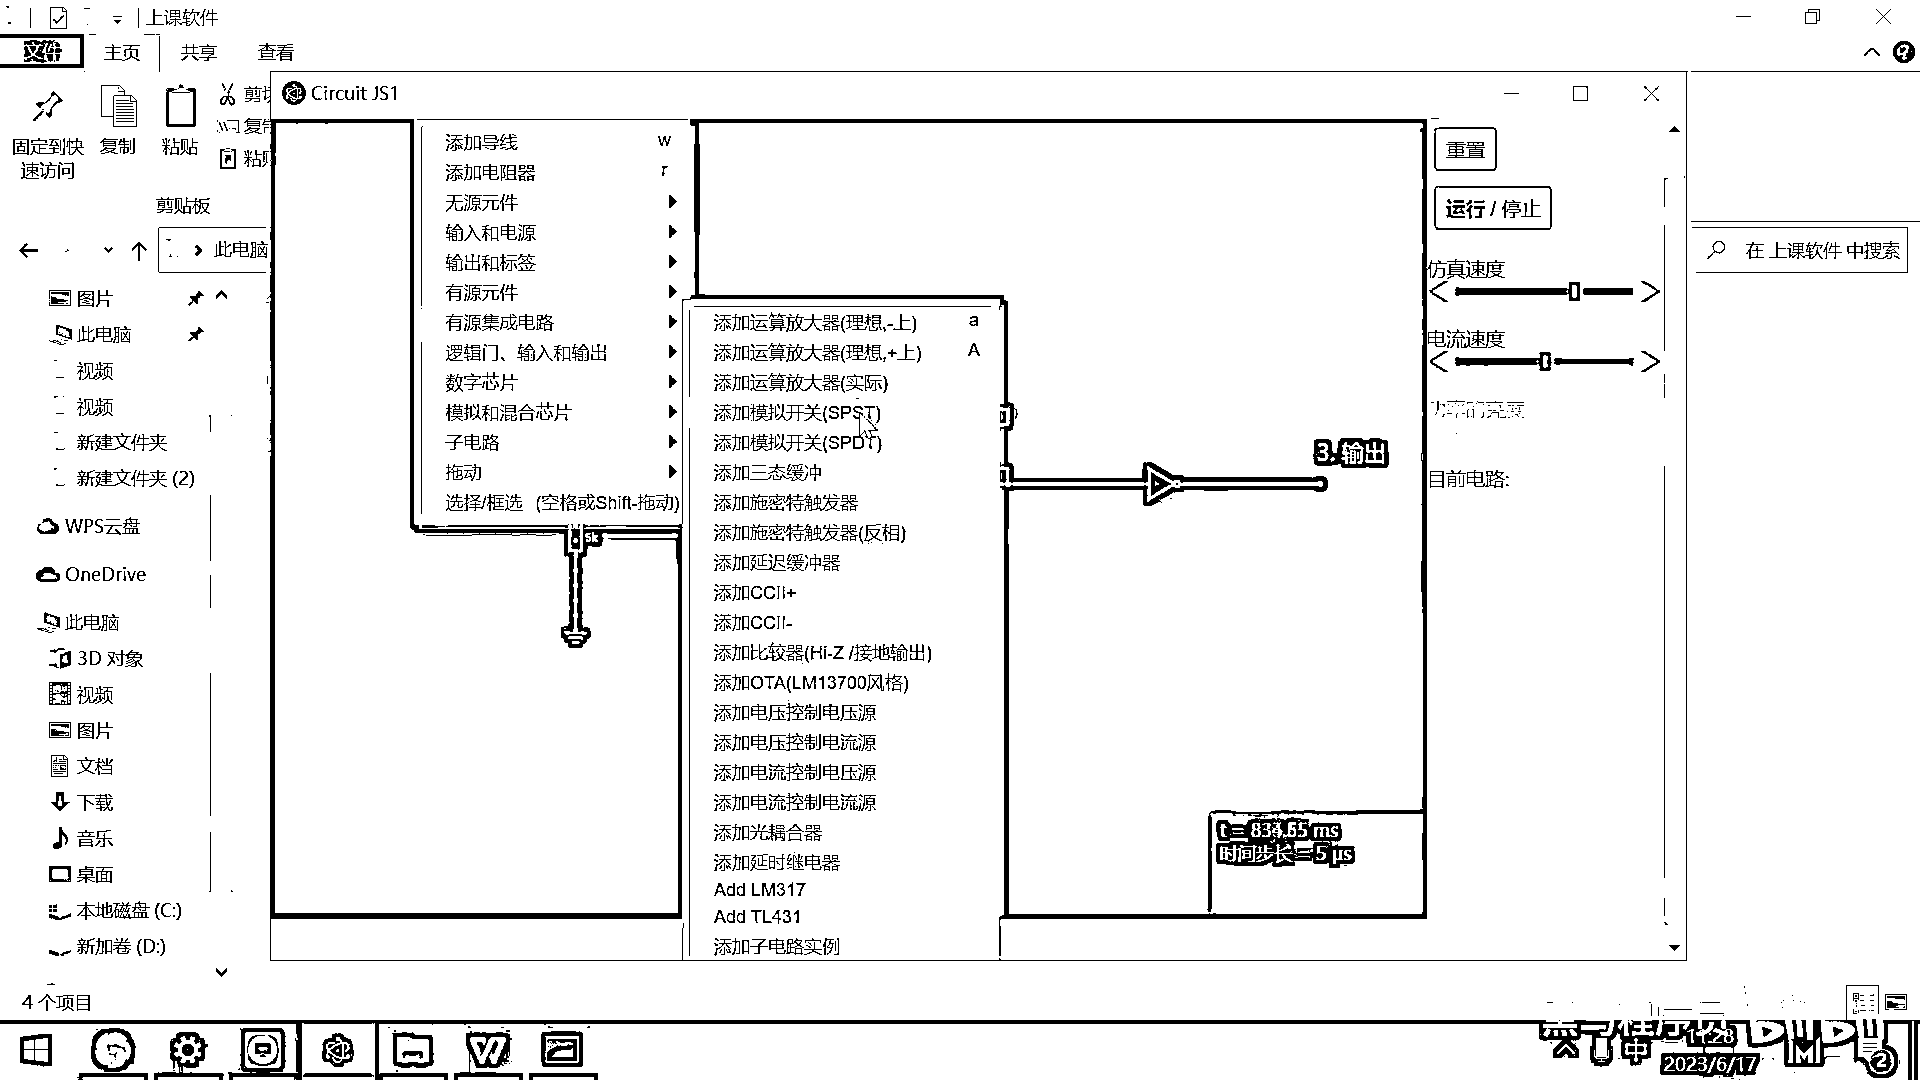 上课软件
文件
主页
共享
查看
固定到快
速访问
复制
粘贴
剪贴板
此电脑
在 上课软件 中搜索
图片
此电脑
视频
视频
新建文件夹
新建文件夹 (2)
WPS云盘
OneDrive
此电脑
3D 对象
视频
图片
文档
下载
音乐
桌面
本地磁盘 (C:)
新加卷 (D:)
4 个项目
Circuit JS1
添加导线 w
添加电阻器 r
无源元件
输入和电源
输出和标签
有源元件
有源集成电路
逻辑门、输入和输出
数字芯片
模拟和混合芯片
子电路
拖动
选择/框选 (空格或Shift-拖动)
添加运算放大器(理想,-上) a
添加运算放大器(理想,+上) A
添加运算放大器(实际)
添加模拟开关(SPST)
添加模拟开关(SPDT)
添加三态缓冲
添加施密特触发器
添加施密特触发器(反相)
添加延迟缓冲器
添加CCII+
添加CCII-
添加比较器(Hi-Z /接地输出)
添加OTA(LM13700风格)
添加电压控制电压源
添加电压控制电流源
添加电流控制电压源
添加电流控制电流源
添加光耦合器
添加延时继电器
Add LM317
Add TL431
添加子电路实例
5k
3. 输出
t = 834.65 ms
时间步长 = 5 µs
重置
运行 / 停止
仿真速度
电流速度
功率的亮度
目前电路:
中
11:28
2023/6/17
2